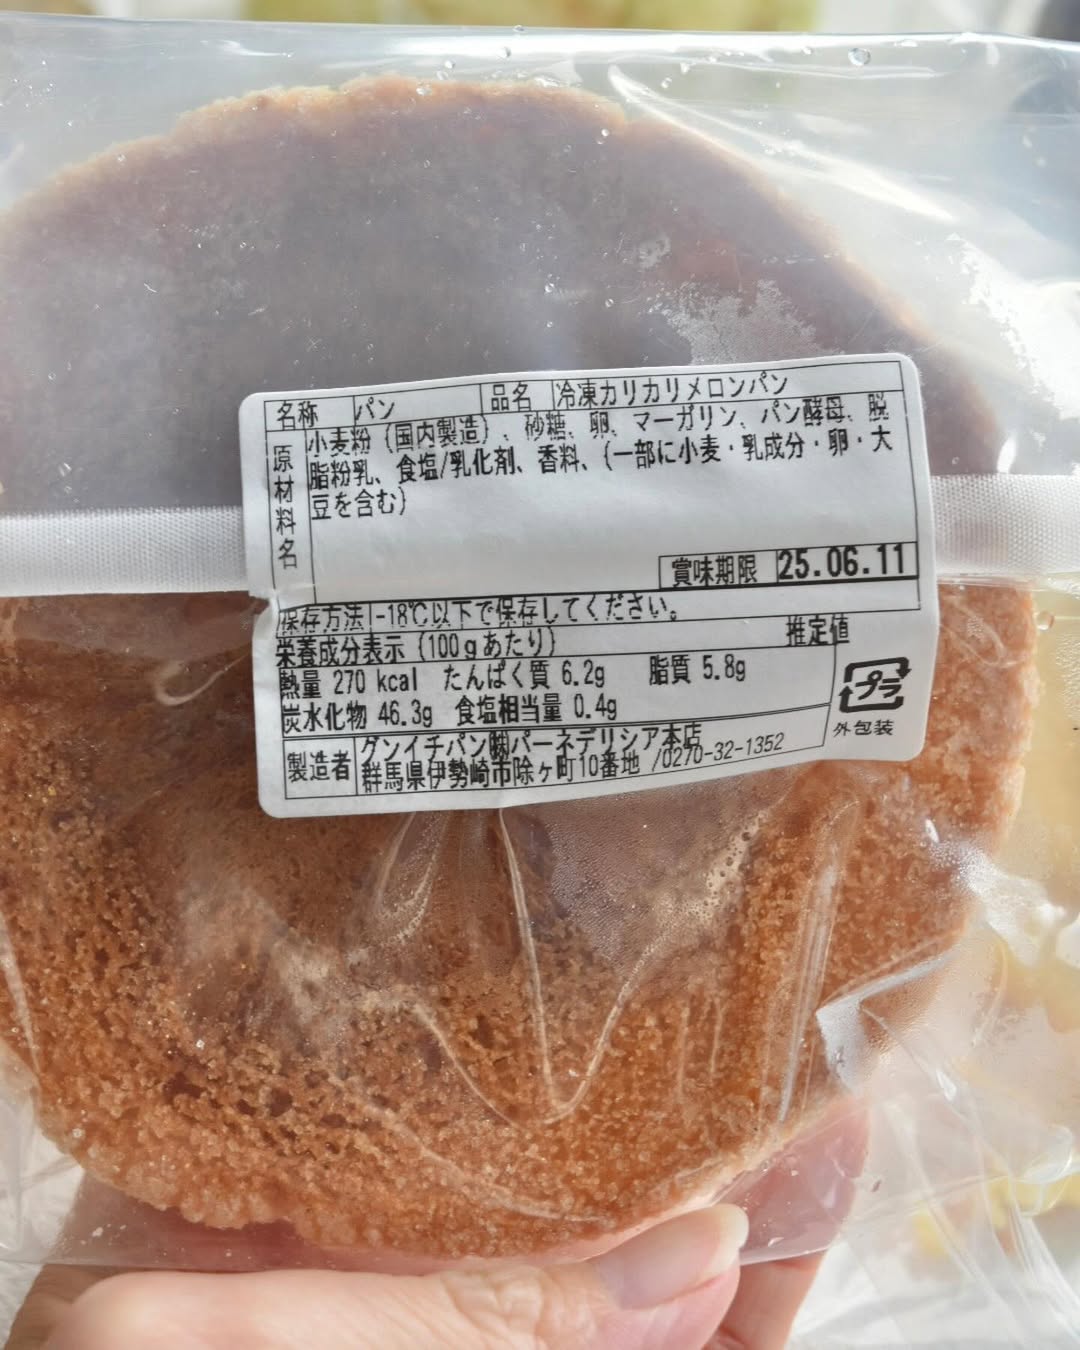 名称 パン 品名 冷凍カリカリメロンパン
原材料名 小麦粉（国内製造）、砂糖、卵、マーガリン、パン酵母、脱
脂粉乳、食塩/乳化剤、香料、（一部に小麦・乳成分・卵・大
豆を含む）
賞味期限 25.06.11
保存方法 -18℃以下で保存してください。
栄養成分表示（100gあたり） 推定値
熱量 270 kcal たんぱく質 6.2g 脂質 5.8g
炭水化物 46.3g 食塩相当量 0.4g
プラ
外包装
製造者 グンイチパン㈱パーネデリシア本店
群馬県伊勢崎市除ヶ町10番地 /0270-32-1352